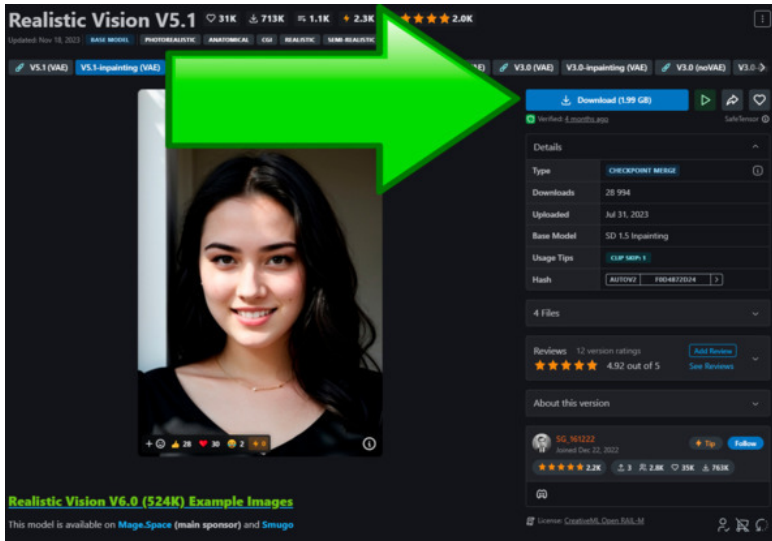 Realistic Vision V5.1 31K 713K 1.1K 2.3K 2.0K
Updated: Nov 18, 2023 BASE MODEL PHOTOREALISTIC ANATOMICAL CGI REALISTIC SEMI-REALISTIC
V5.1 (VAE) V5.1-inpainting (VAE) V3.0 (VAE) V3.0-inpainting (VAE) V3.0 (noVAE)
Download (1.99 GB)
Verified: 4 months ago SafeTensor
Details
Type CHECKPOINT MERGE
Downloads 28 994
Uploaded Jul 31, 2023
Base Model SD 1.5 Inpainting
Usage Tips CLIP SKIP: 1
Hash AUTOV2 F0D4872D24 >
4 Files
Reviews 12 version ratings Add Review
4.92 out of 5 See Reviews
About this version
SG_161222 Tip Follow
Joined Dec 22, 2022
2.2K 3 2.8K 35K 763K
+ 28 30 2 8
Realistic Vision V6.0 (524K) Example Images
This model is available on Mage.Space (main sponsor) and Smugo
License: CreativeML Open RAIL-M